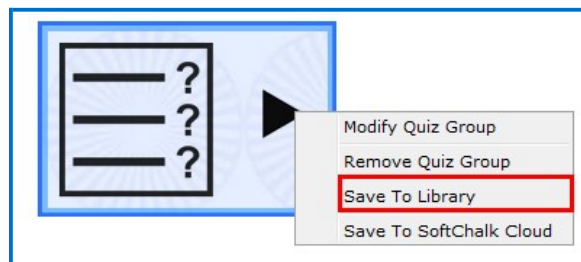 ?
?
?
Modify Quiz Group
Remove Quiz Group
Save To Library
Save To SoftChalk Cloud